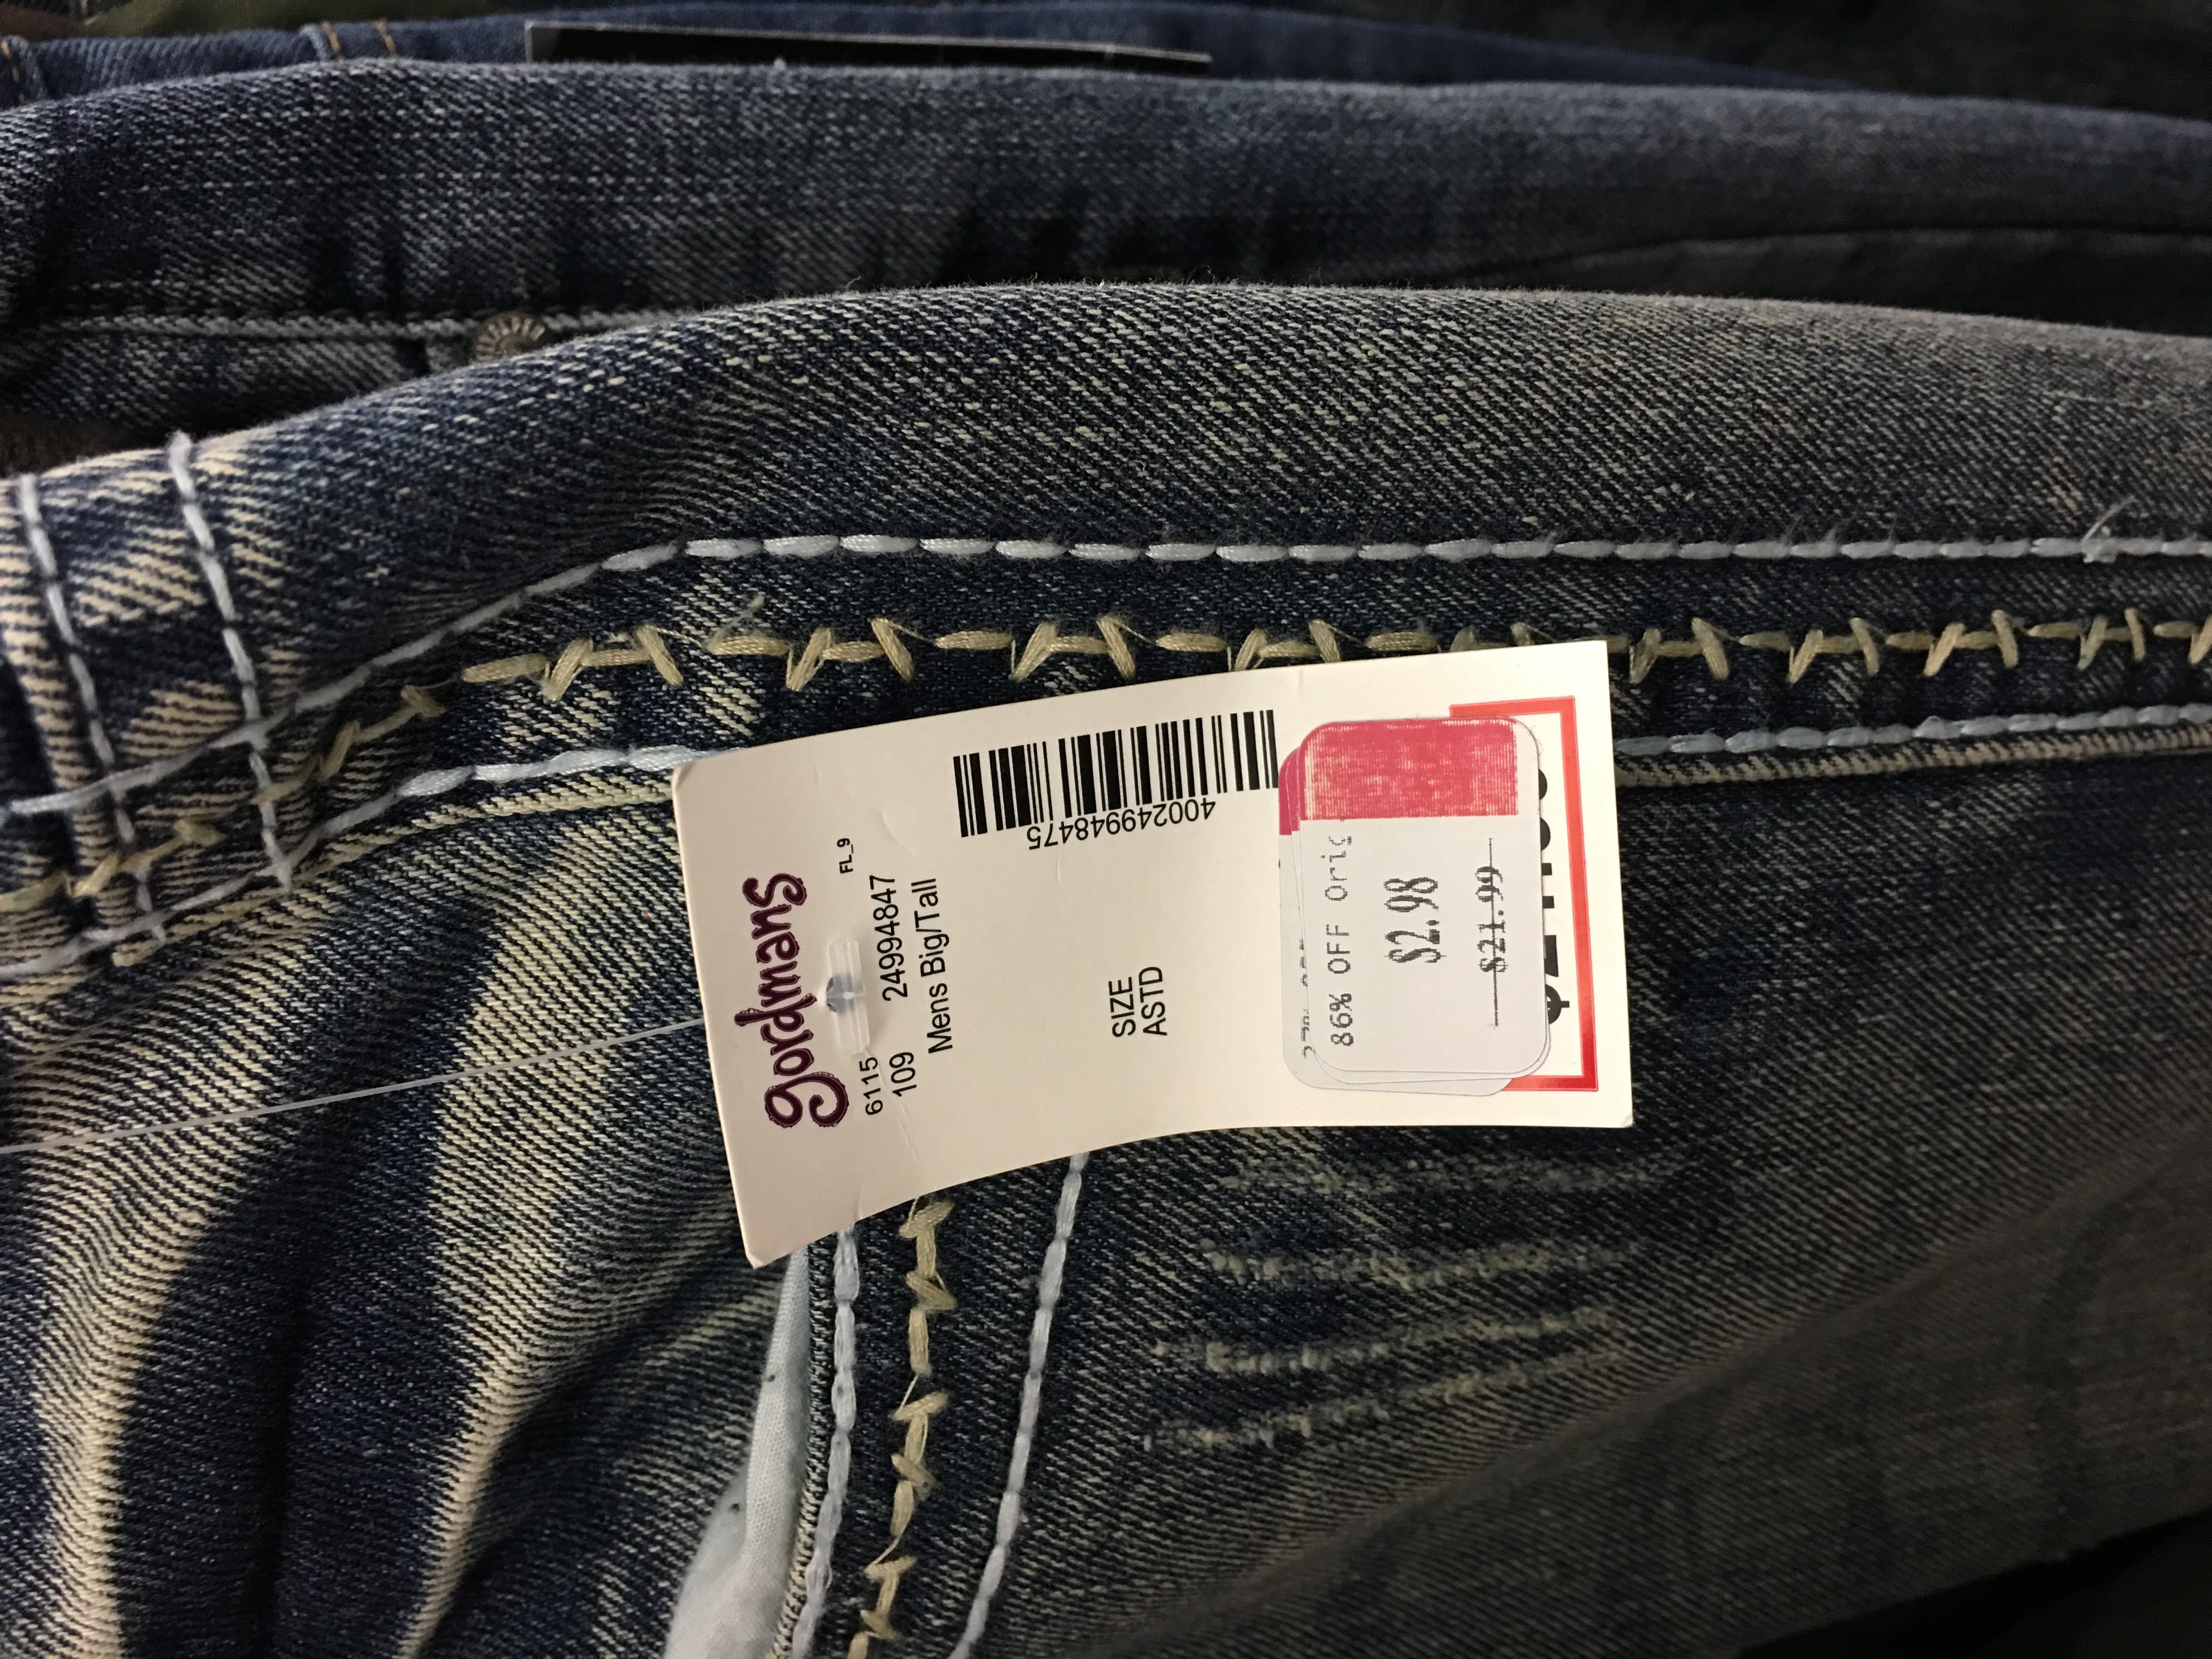 gordmans
FL_9
6115
109 24994847
Mens Big/Tall
400249948475
SIZE
ASTD
86% OFF Orig
$2.98
$21.99